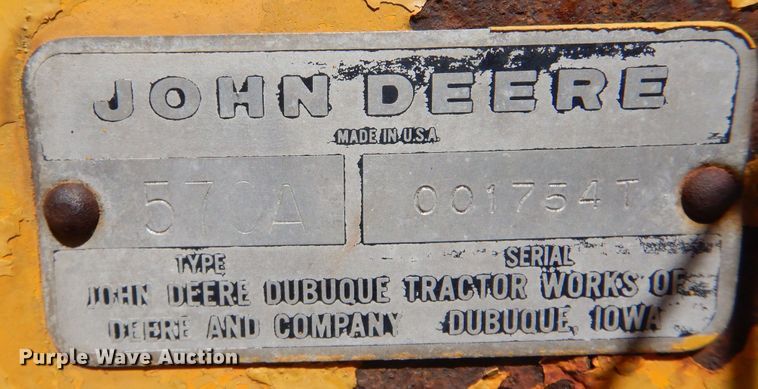 JOHN DEERE
MADE IN U.S.A.
570A 001754T
TYPE SERIAL
JOHN DEERE DUBUQUE TRACTOR WORKS OF
DEERE AND COMPANY DUBUQUE, IOWA
Purple Wave Auction